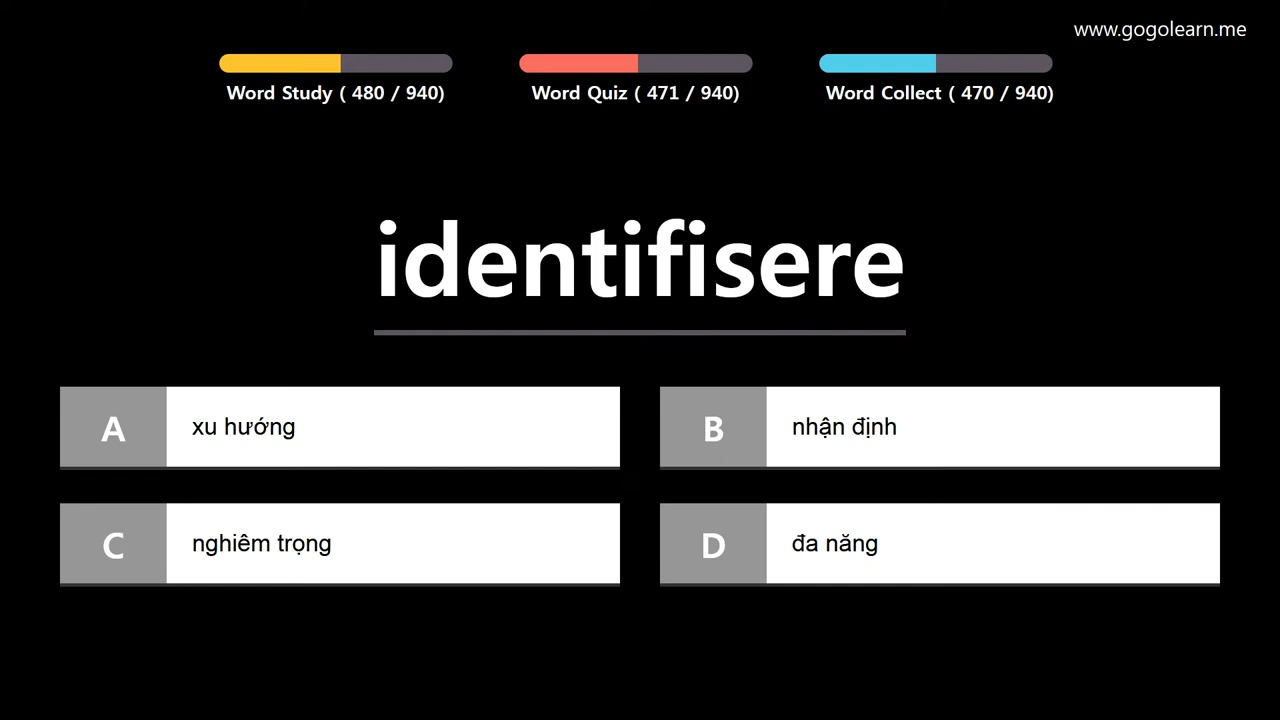 www.gogolearn.me
Word Study ( 480 / 940)
Word Quiz ( 471 / 940)
Word Collect ( 470 / 940)
identifisere
A
xu hướng
B
nhận định
C
nghiêm trọng
D
đa năng